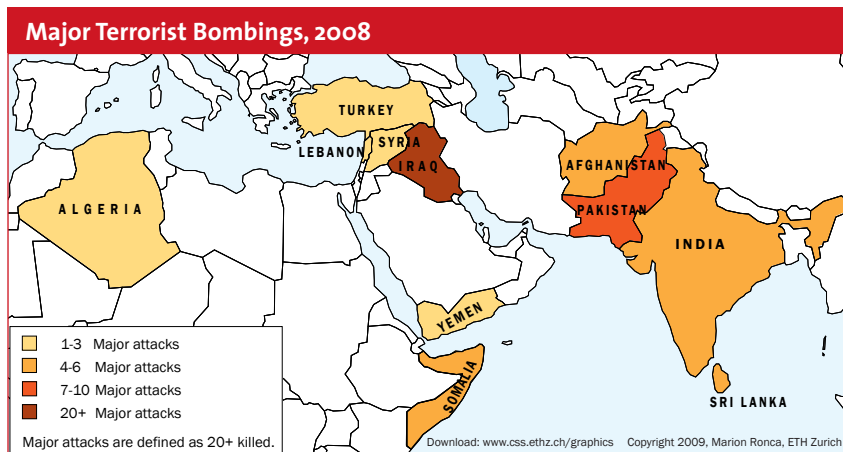 Major Terrorist Bombings, 2008
TURKEY
SYRIA
LEBANON
IRAQ
AFGHANISTAN
PAKISTAN
ALGERIA
INDIA
YEMEN
SOMALIA
SRI LANKA
1-3 Major attacks
4-6 Major attacks
7-10 Major attacks
20+ Major attacks
Major attacks are defined as 20+ killed.
Download: www.css.ethz.ch/graphics Copyright 2009, Marion Ronca, ETH Zurich